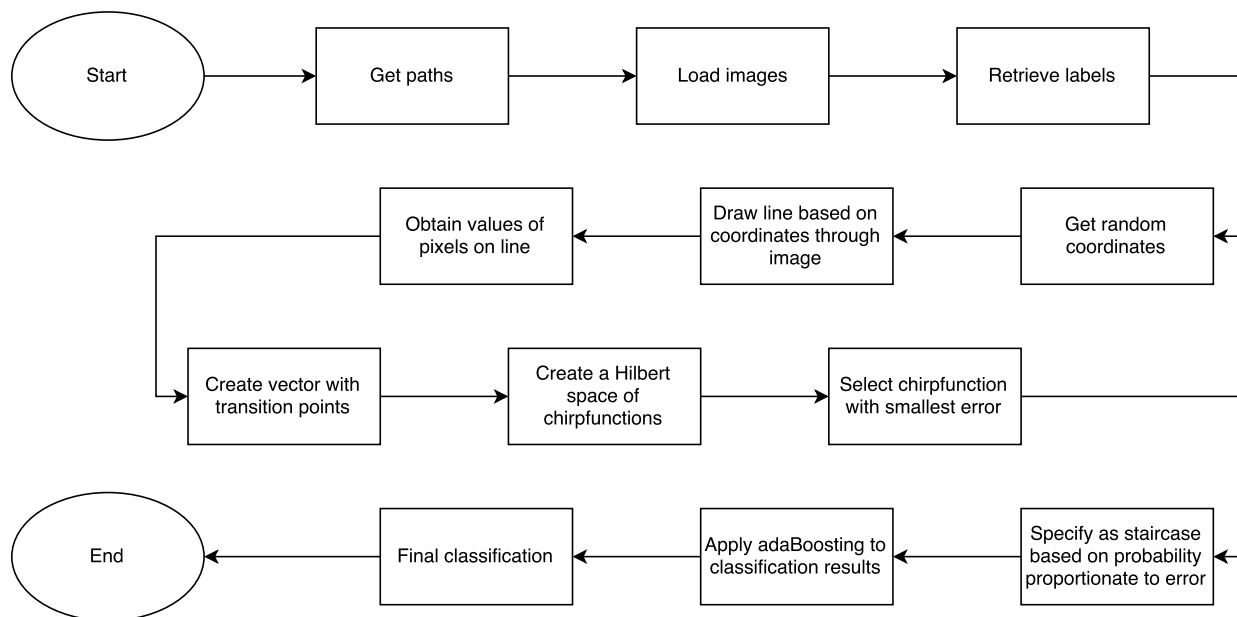 Start
Get paths
Load images
Retrieve labels
Get random
coordinates
Draw line based on
coordinates through
image
Obtain values of
pixels on line
Create vector with
transition points
Create a Hilbert
space of
chirpfunctions
Select chirpfunction
with smallest error
Specify as staircase
based on probability
proportionate to error
Apply adaBoosting to
classification results
Final classification
End